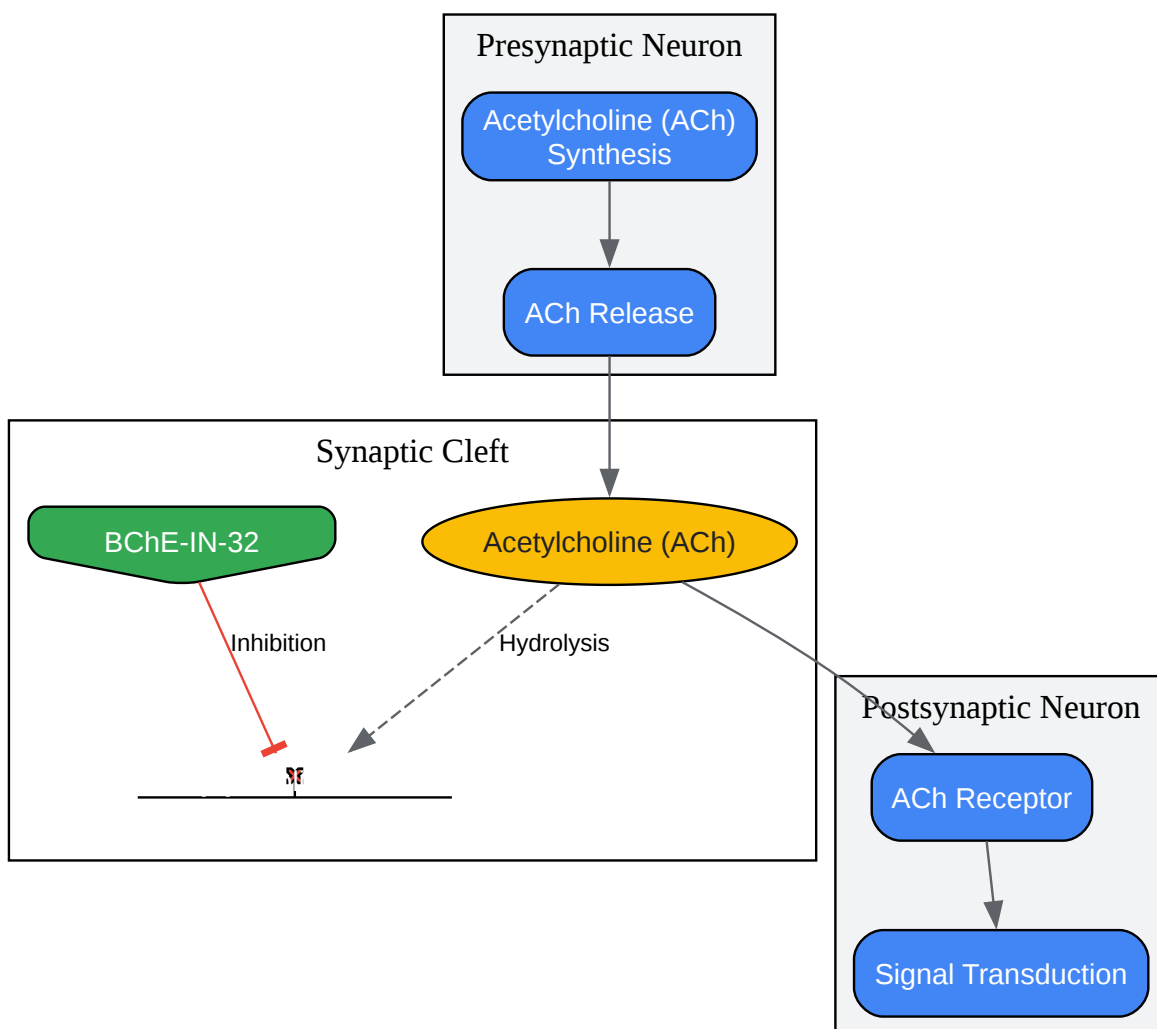 Presynaptic Neuron
Acetylcholine (ACh)
Synthesis
ACh Release
Synaptic Cleft
BChE-IN-32
Acetylcholine (ACh)
Inhibition
Hydrolysis
Postsynaptic Neuron
ACh Receptor
Signal Transduction